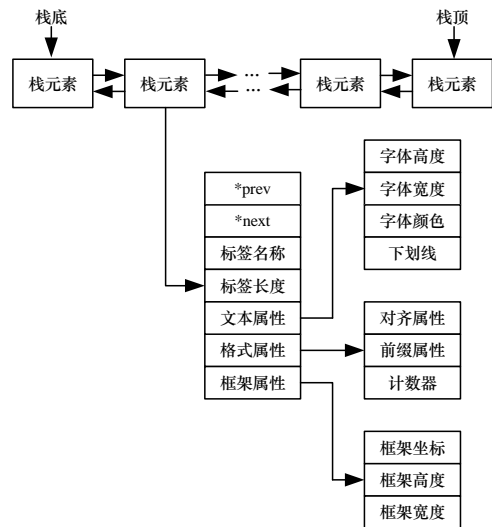 栈底
栈顶
栈元素
栈元素
...
...
栈元素
栈元素
*prev
*next
标签名称
标签长度
文本属性
格式属性
框架属性
字体高度
字体宽度
字体颜色
下划线
对齐属性
前缀属性
计数器
框架坐标
框架高度
框架宽度